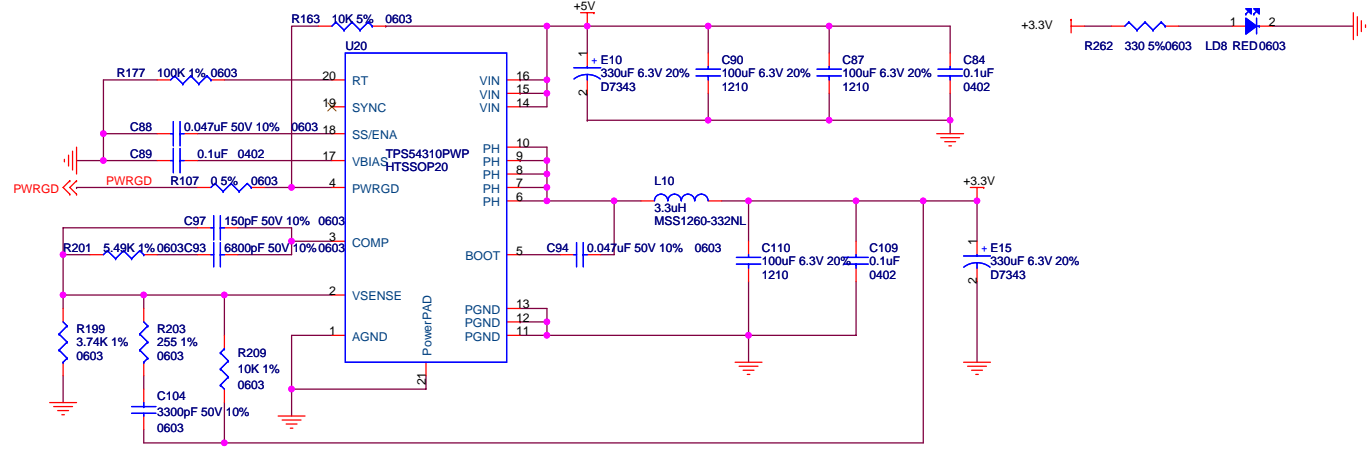 +5V
R163 10K 5% 0603
U20
+3.3V
1
2
R262 330 5%0603 LD8 RED0603
R177 100K 1% 0603
20 RT
19 SYNC
C88 0.047uF 50V 10% 0603
18 SS/ENA
C89 0.1uF 0402
17 VBIAS
TPS54310PWP
HTSSOP20
PWRGD
PWRGD
R107 0 5% 0603
4 PWRGD
C97 150pF 50V 10% 0603
3 COMP
R201 5.49K 1% 0603
C93 6800pF 50V 10% 0603
2 VSENSE
1 AGND
PowerPAD
21
VIN 16
VIN 15
VIN 14
PH 10
PH 9
PH 8
PH 7
PH 6
BOOT 5
PGND 13
PGND 12
PGND 11
1
+ E10
330uF 6.3V 20%
D7343
2
C90
100uF 6.3V 20%
1210
C87
100uF 6.3V 20%
1210
C84
0.1uF
0402
L10
3.3uH
MSS1260-332NL
C94 0.047uF 50V 10% 0603
C110
100uF 6.3V 20%
1210
C109
0.1uF
0402
+3.3V
1
+ E15
330uF 6.3V 20%
D7343
2
R199
3.74K 1%
0603
R203
255 1%
0603
R209
10K 1%
0603
C104
3300pF 50V 10%
0603